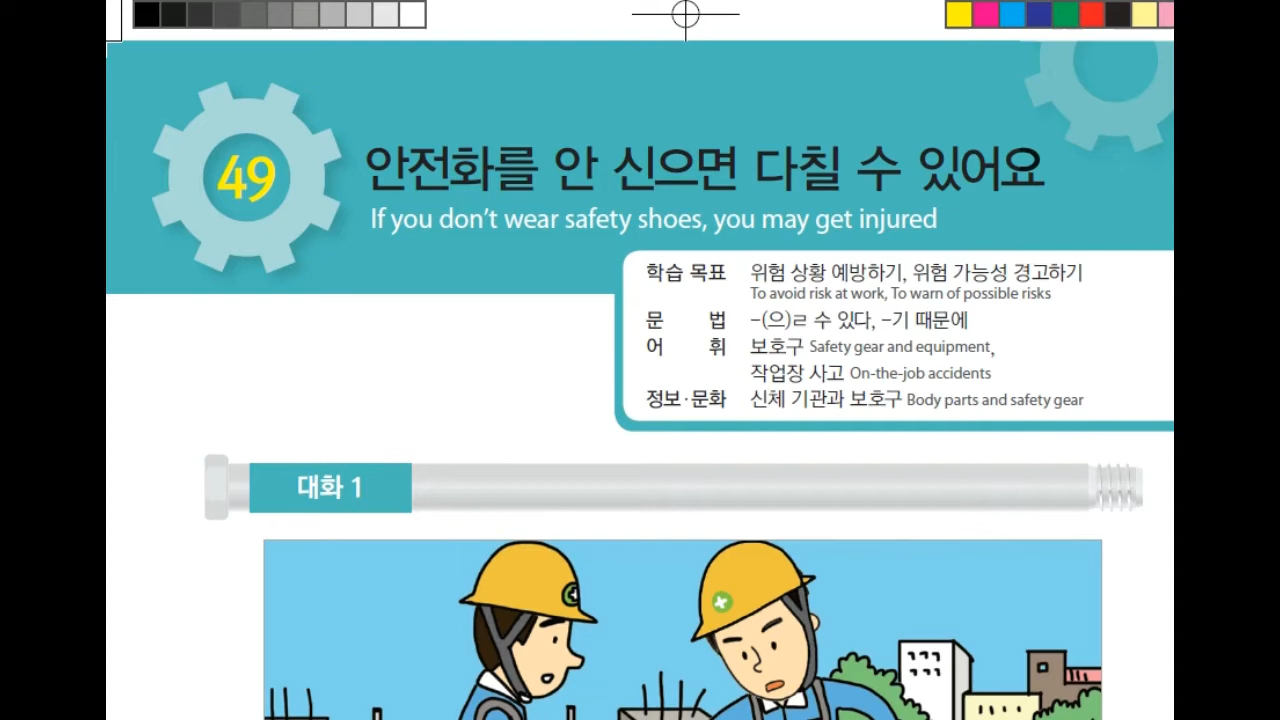 49
안전화를 안 신으면 다칠 수 있어요
If you don't wear safety shoes, you may get injured
학습 목표 위험 상황 예방하기, 위험 가능성 경고하기
To avoid risk at work, To warn of possible risks
문 법 -(으)ㄹ 수 있다, -기 때문에
어 휘 보호구 Safety gear and equipment,
작업장 사고 On-the-job accidents
정보·문화 신체 기관과 보호구 Body parts and safety gear
대화 1